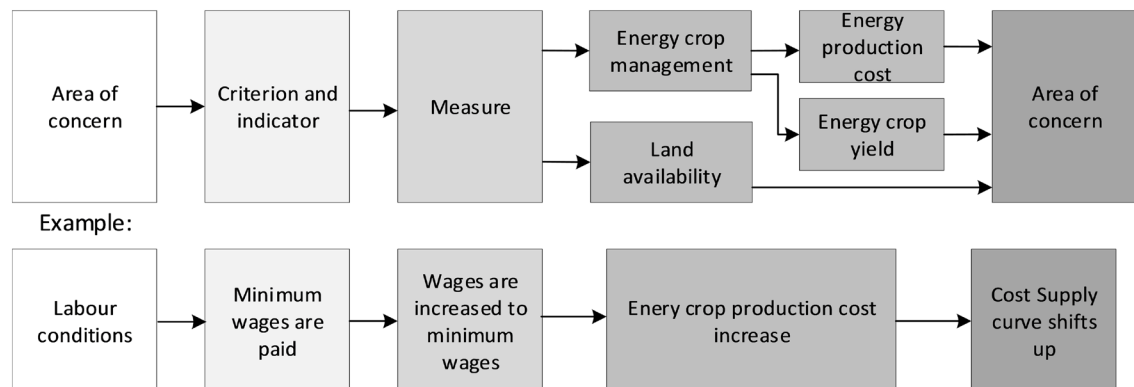 Area of
concern
Criterion and
indicator
Measure
Energy crop
management
Energy
production
cost
Energy crop
yield
Land
availability
Area of
concern
Example:
Labour
conditions
Minimum
wages are
paid
Wages are
increased to
minimum
wages
Enery crop production cost
increase
Cost Supply
curve shifts
up